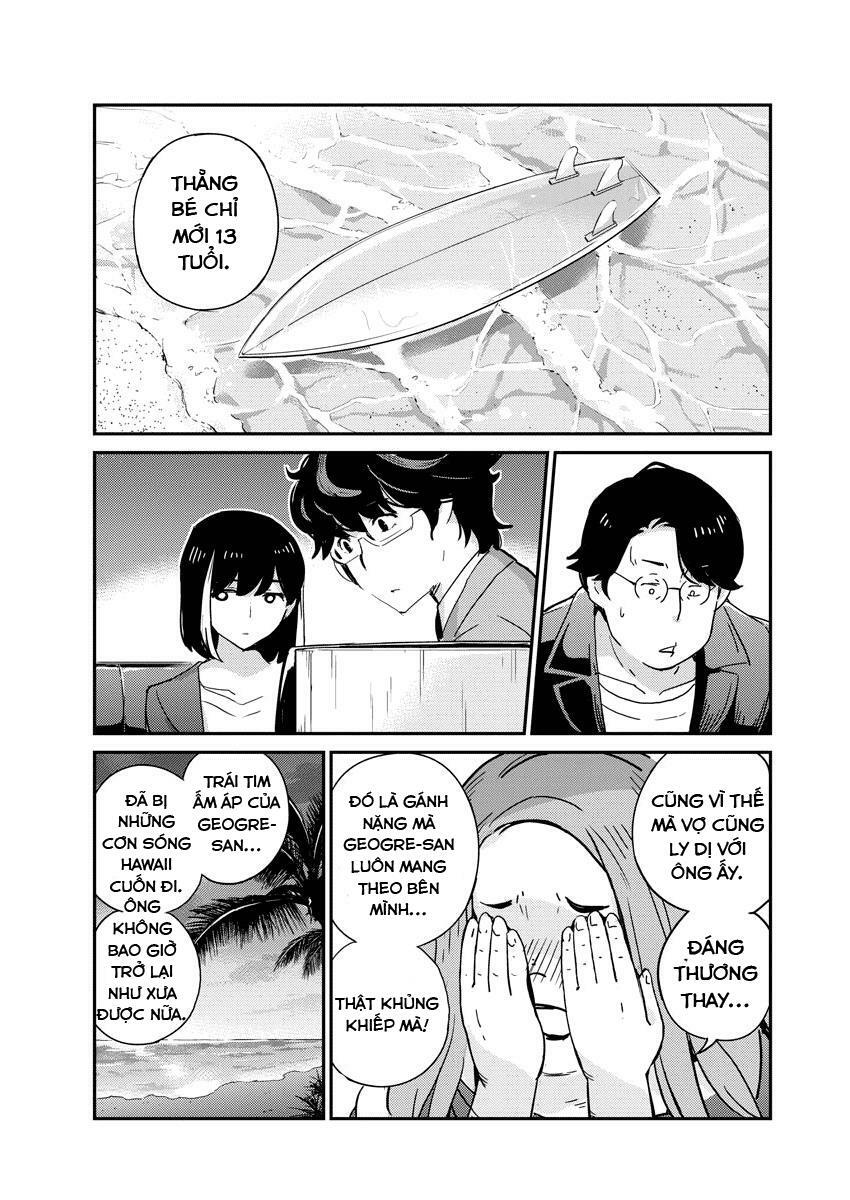 THẰNG
BÉ CHỈ
MỚI 13
TUỔI.
CŨNG VÌ THẾ
MÀ VỢ CŨNG
LY DỊ VỚI
ÔNG ẤY.
ĐÁNG
THƯƠNG
THAY...
ĐÓ LÀ GÁNH
NẶNG MÀ
GEOGRE-SAN
LUÔN MANG
THEO BÊN
MÌNH...
THẬT KHỦNG
KHIẾP MÀ!
TRÁI TIM
ẤM ÁP CỦA
GEOGRE-
SAN...
ĐÃ BỊ
NHỮNG
CƠN SÓNG
HAWAII
CUỐN ĐI.
ÔNG
KHÔNG
BAO GIỜ
TRỞ LẠI
NHƯ XƯA
ĐƯỢC NỮA.